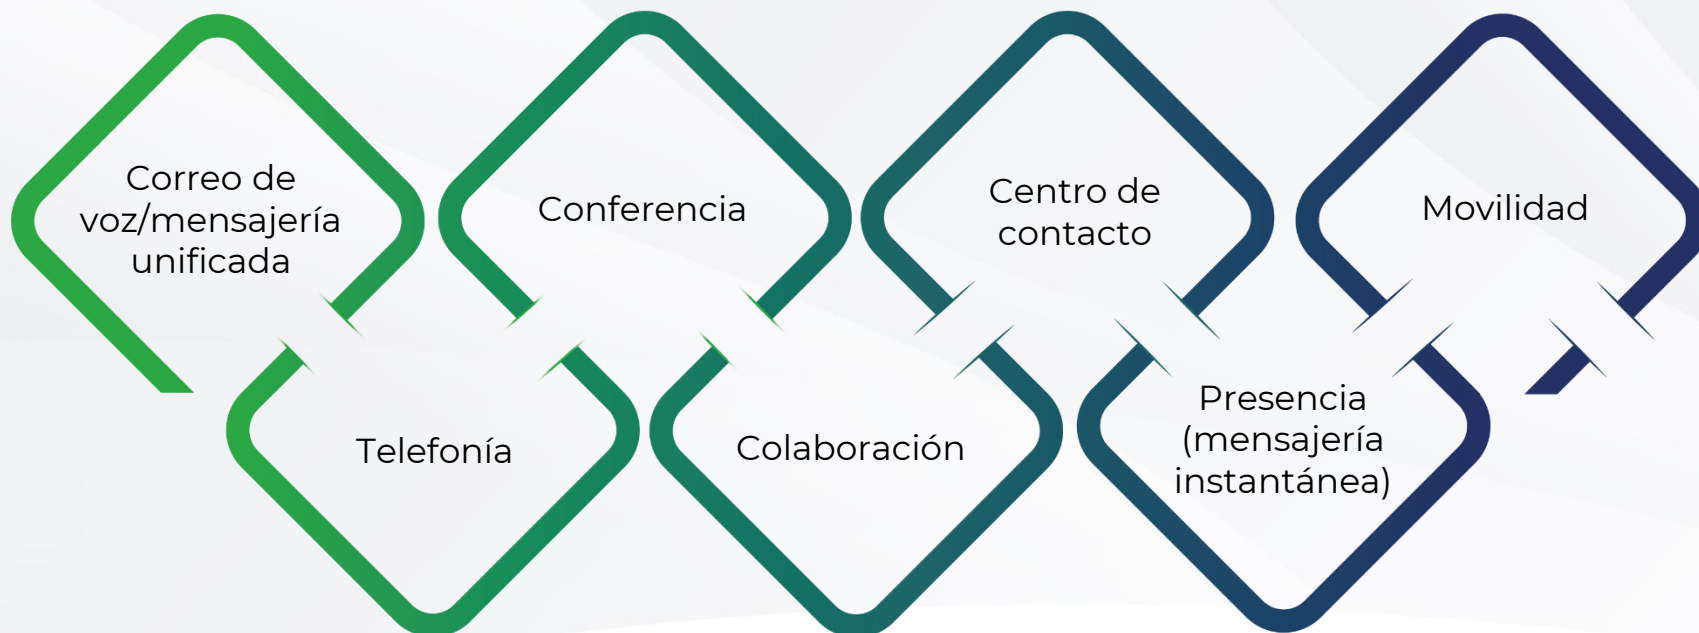 Correo de
voz/mensajería
unificada
Telefonía
Conferencia
Colaboración
Centro de
contacto
Presencia
(mensajería
instantánea)
Movilidad